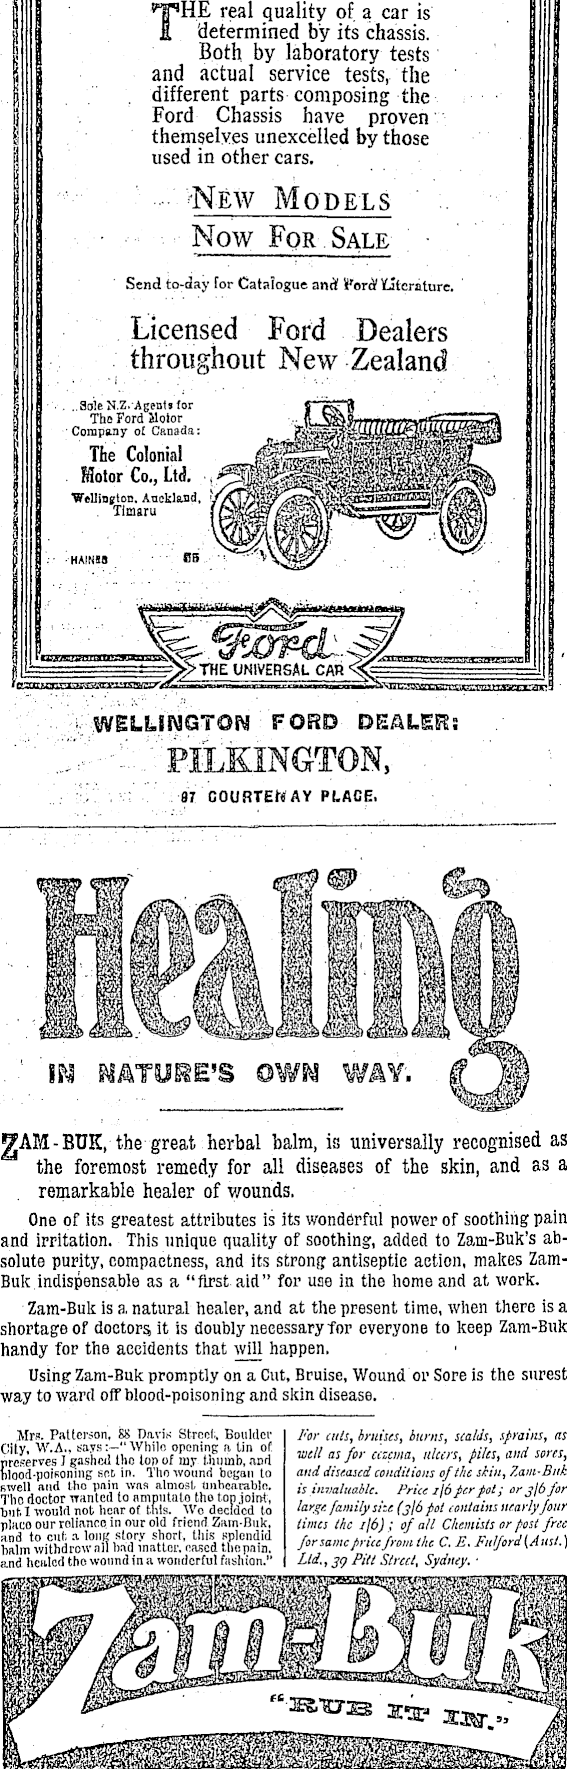 THE real quality of a car is
determined by its chassis.
Both by laboratory tests
and actual service tests, the
different parts composing the
Ford Chassis have proven
themselves unexcelled by those
used in other cars.
NEW MODELS
NOW FOR SALE
Send to-day for Catalogue and Ford Literature.
Licensed Ford Dealers
throughout New Zealand
Sole N.Z. Agents for
The Ford Motor
Company of Canada:
The Colonial
Motor Co., Ltd.
Wellington, Auckland,
Timaru
HAINES
Ford
THE UNIVERSAL CAR
WELLINGTON FORD DEALER:
PILKINGTON,
87 COURTENAY PLACE.
Healing
IN NATURE'S OWN WAY.
ZAM-BUK, the great herbal balm, is universally recognised as
the foremost remedy for all diseases of the skin, and as a
remarkable healer of wounds.
One of its greatest attributes is its wonderful power of soothing pain
and irritation. This unique quality of soothing, added to Zam-Buk's ab-
solute purity, compactness, and its strong antiseptic action, makes Zam-
Buk indispensable as a "first aid" for use in the home and at work.
Zam-Buk is a natural healer, and at the present time, when there is a
shortage of doctors, it is doubly necessary for everyone to keep Zam-Buk
handy for the accidents that will happen.
Using Zam-Buk promptly on a Cut, Bruise, Wound or Sore is the surest
way to ward off blood-poisoning and skin disease.
Mrs. Patterson, 88 Davis Street, Boulder
City, W.A., says:—"While opening a tin of
preserves I gashed the top of my thumb, and
blood-poisoning set in. The wound began to
swell and the pain was almost unbearable.
The doctor wanted to amputate the top joint,
but I would not hear of this. We decided to
place our reliance in our old friend Zam-Buk,
and to cut a long story short, this splendid
balm withdrew all bad matter, eased the pain,
and healed the wound in a wonderful fashion."
For cuts, bruises, burns, scalds, sprains, as
well as for eczema, ulcers, piles, and sores,
and diseased conditions of the skin, Zam-Buk
is invaluable. Price 1/6 per pot; or 3/6 for
large family size (3/6 pot contains nearly four
times the 1/6); of all Chemists or post free
for same price from the C. E. Fulford (Aust.)
Ltd., 39 Pitt Street, Sydney.
Zam-Buk
"RUB IT IN."